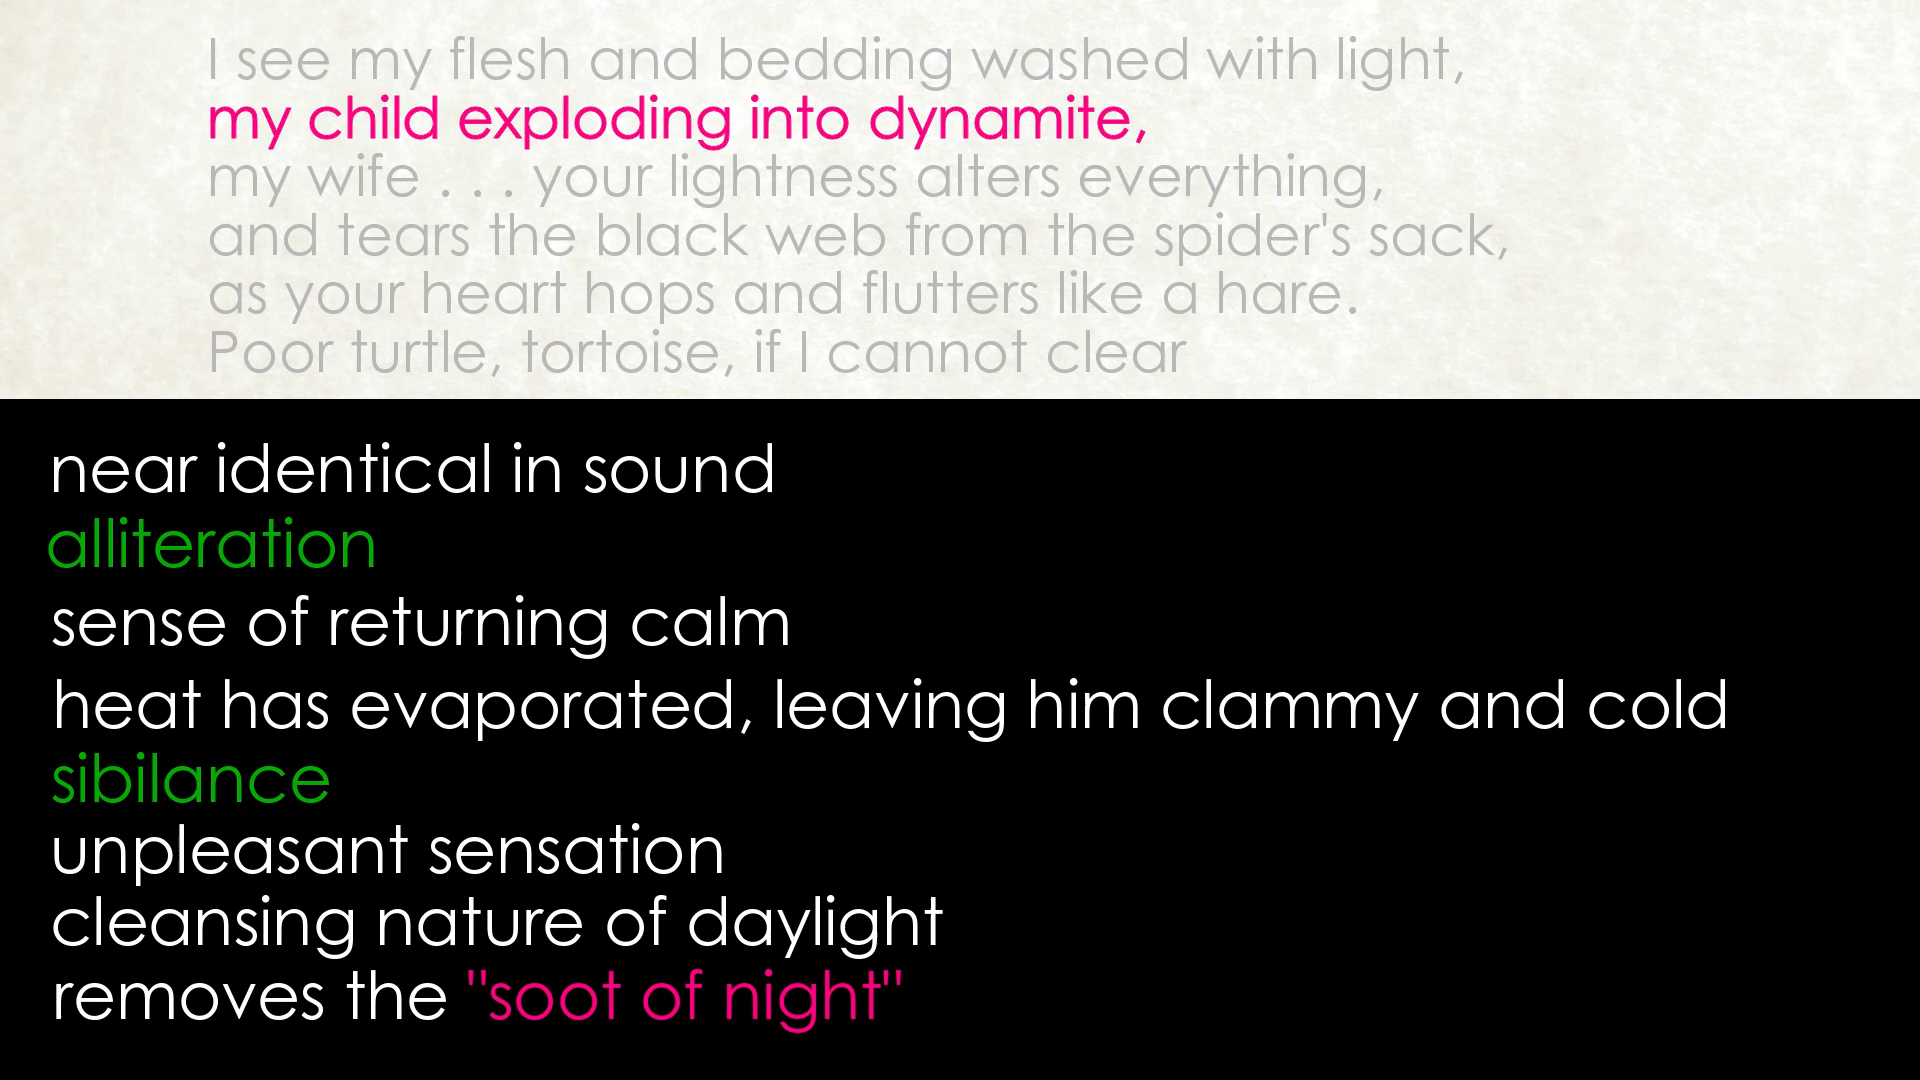 I see my flesh and bedding washed with light,
my child exploding into dynamite,
my wife . . . your lightness alters everything,
and tears the black web from the spider's sack,
as your heart hops and flutters like a hare.
Poor turtle, tortoise, if I cannot clear
near identical in sound
alliteration
sense of returning calm
heat has evaporated, leaving him clammy and cold
sibilance
unpleasant sensation
cleansing nature of daylight
removes the "soot of night"